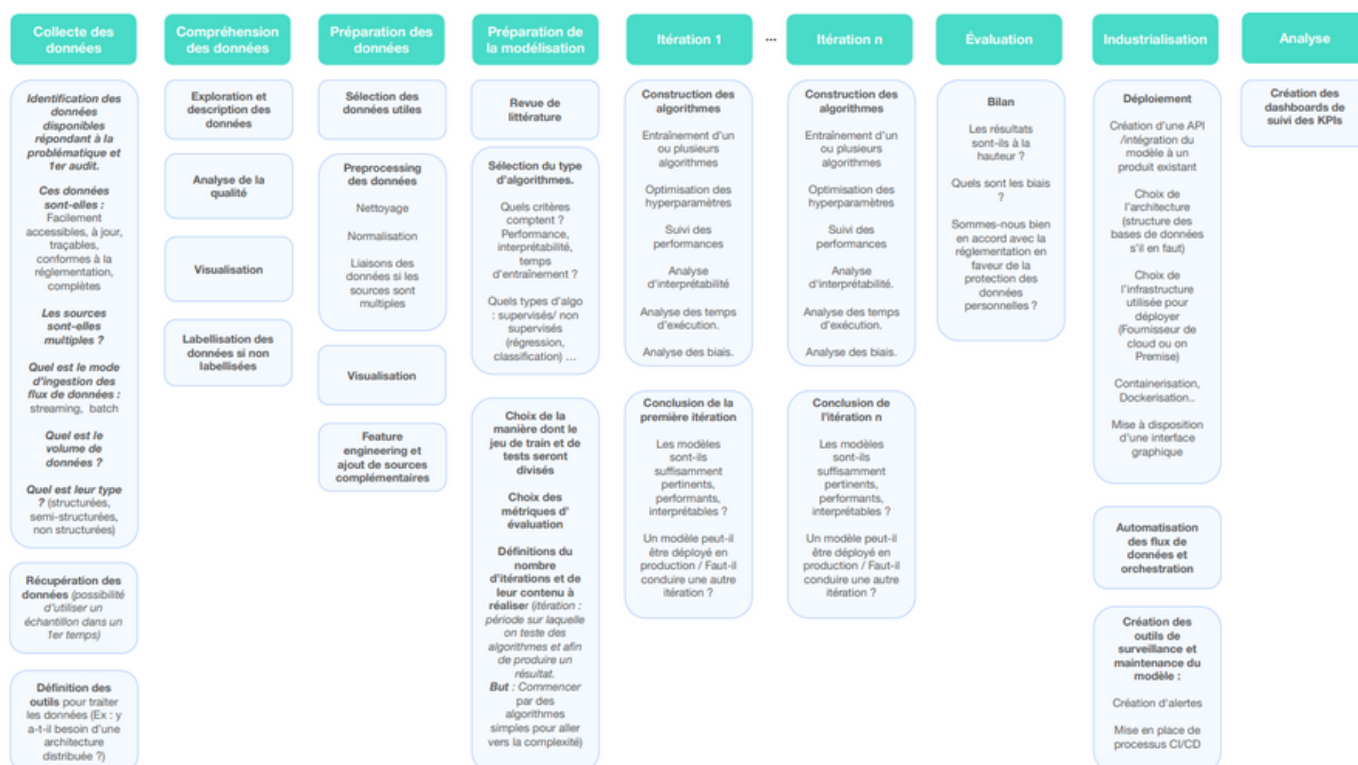 Collecte des
données
Identification des
données
disponibles
répondant à la
problématique et
1er audit.
Ces données
sont-elles :
Facilement
accessibles, à jour,
traçables,
conformes à la
réglementation,
complètes
Les sources
sont-elles
multiples ?
Quel est le mode
d'ingestion des
flux de données :
streaming, batch
Quel est le
volume de
données ?
Quel est leur type
? (structurées,
semi-structurées,
non structurées)
Récupération des
données (possibilité
d'utiliser un
échantillon dans un
1er temps)
Définition des
outils pour traiter
les données (Ex : y
a-t-il besoin d'une
architecture
distribuée ?)
Compréhension
des données
Exploration et
description des
données
Analyse de la
qualité
Visualisation
Labellisation des
données si non
labellisées
Préparation des
données
Sélection des
données utiles
Preprocessing
des données
Nettoyage
Normalisation
Liaisons des
données si les
sources sont
multiples
Visualisation
Feature
engineering et
ajout de sources
complémentaires
Préparation de
la modélisation
Revue de
littérature
Sélection du type
d'algorithmes.
Quels critères
comptent ?
Performance,
interprétabilité,
temps
d'entraînement ?
Quels types d'algo
: supervisés/ non
supervisés
(régression,
classification) ...
Choix de la
manière dont le
jeu de train et de
tests seront
divisés
Choix des
métriques d'
évaluation
Définitions du
nombre
d'itérations et de
leur contenu à
réaliser (itération :
période sur laquelle
on teste des
algorithmes et afin
de produire un
résultat.
But : Commencer
par des
algorithmes
simples pour aller
vers la complexité)
Itération 1
Construction des
algorithmes
Entraînement d'un
ou plusieurs
algorithmes
Optimisation des
hyperparamètres
Suivi des
performances
Analyse
d'interprétabilité
Analyse des temps
d'exécution.
Analyse des biais.
Conclusion de la
première itération
Les modèles
sont-ils
suffisamment
pertinents,
performants,
interprétables ?
Un modèle peut-il
être déployé en
production / Faut-il
conduire une autre
itération ?
...
Itération n
Construction des
algorithmes
Entraînement d'un
ou plusieurs
algorithmes
Optimisation des
hyperparamètres
Suivi des
performances
Analyse
d'interprétabilité.
Analyse des temps
d'exécution.
Analyse des biais.
Conclusion de
l'itération n
Les modèles
sont-ils
suffisamment
pertinents,
performants,
interprétables ?
Un modèle peut-il
être déployé en
production / Faut-il
conduire une autre
itération ?
Évaluation
Bilan
Les résultats
sont-ils à la
hauteur ?
Quels sont les biais
?
Sommes-nous bien
en accord avec la
réglementation en
faveur de la
protection des
données
personnelles ?
Industrialisation
Déploiement
Création d'une API
/intégration du
modèle à un
produit existant
Choix de
l'architecture
(structure des
bases de données
s'il en faut)
Choix de
l'infrastructure
utilisée pour
déployer
(Fournisseur de
cloud ou on
Premise)
Containerisation,
Dockerisation..
Mise à disposition
d'une interface
graphique
Automatisation
des flux de
données et
orchestration
Création des
outils de
surveillance et
maintenance du
modèle :
Création d'alertes
Mise en place de
processus CI/CD
Analyse
Création des
dashboards de
suivi des KPIs